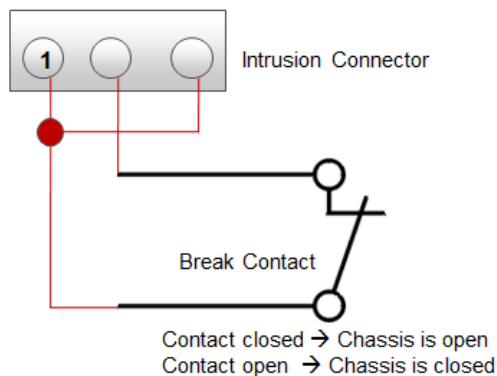 1
Intrusion Connector
Break Contact
Contact closed → Chassis is open
Contact open → Chassis is closed